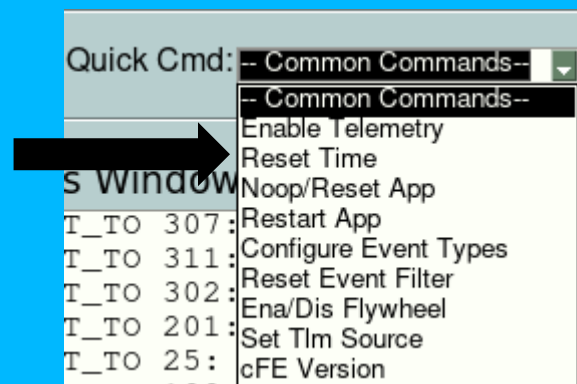 Quick Cmd: -- Common Commands--
-- Common Commands--
Enable Telemetry
Reset Time
s Window
Noop/Reset App
T_TO 307: Restart App
T_TO 311: Configure Event Types
T_TO 302: Reset Event Filter
T_TO 201: Ena/Dis Flywheel
Set Tlm Source
T_TO 25: cFE Version